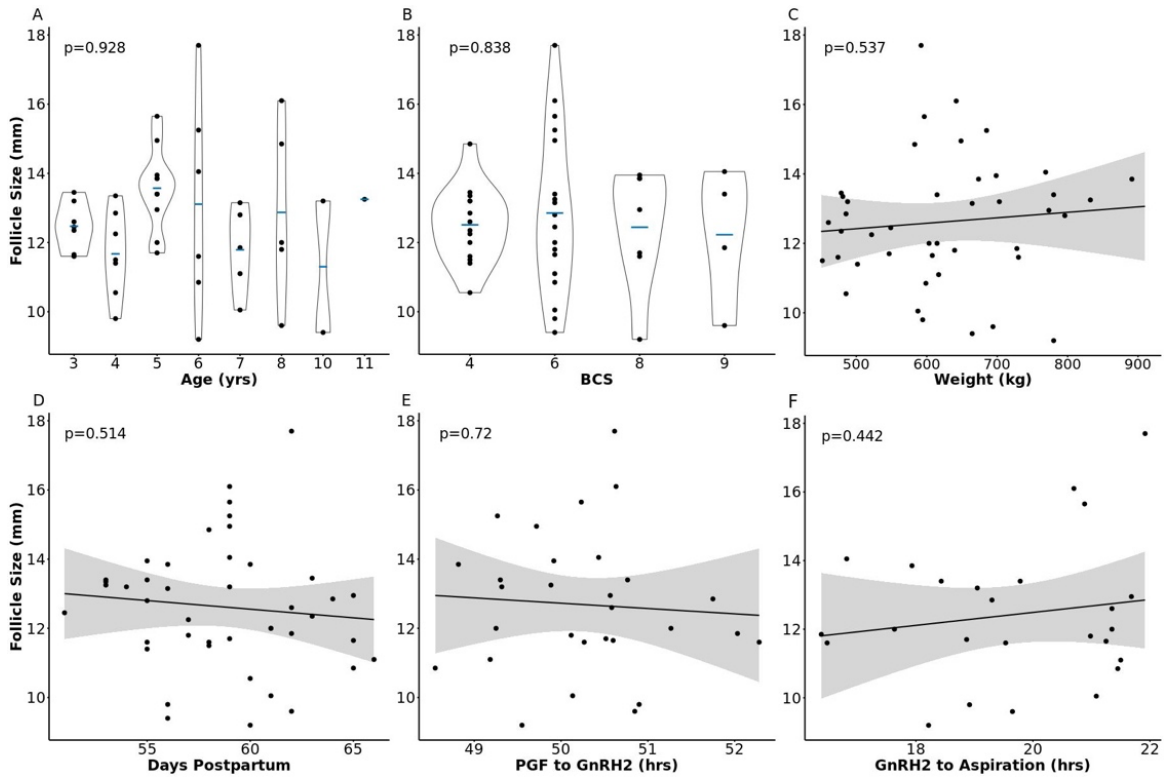 A
B
C
p=0.928
p=0.838
p=0.537
Follicle Size (mm)
18
16
14
12
10
18
16
14
12
10
18
16
14
12
10
3 4 5 6 7 8 10 11
4 6 8 9
500 600 700 800 900
Age (yrs)
BCS
Weight (kg)
D
E
F
p=0.514
p=0.72
p=0.442
Follicle Size (mm)
18
16
14
12
10
18
16
14
12
10
18
16
14
12
10
55 60 65
49 50 51 52
18 20 22
Days Postpartum
PGF to GnRH2 (hrs)
GnRH2 to Aspiration (hrs)